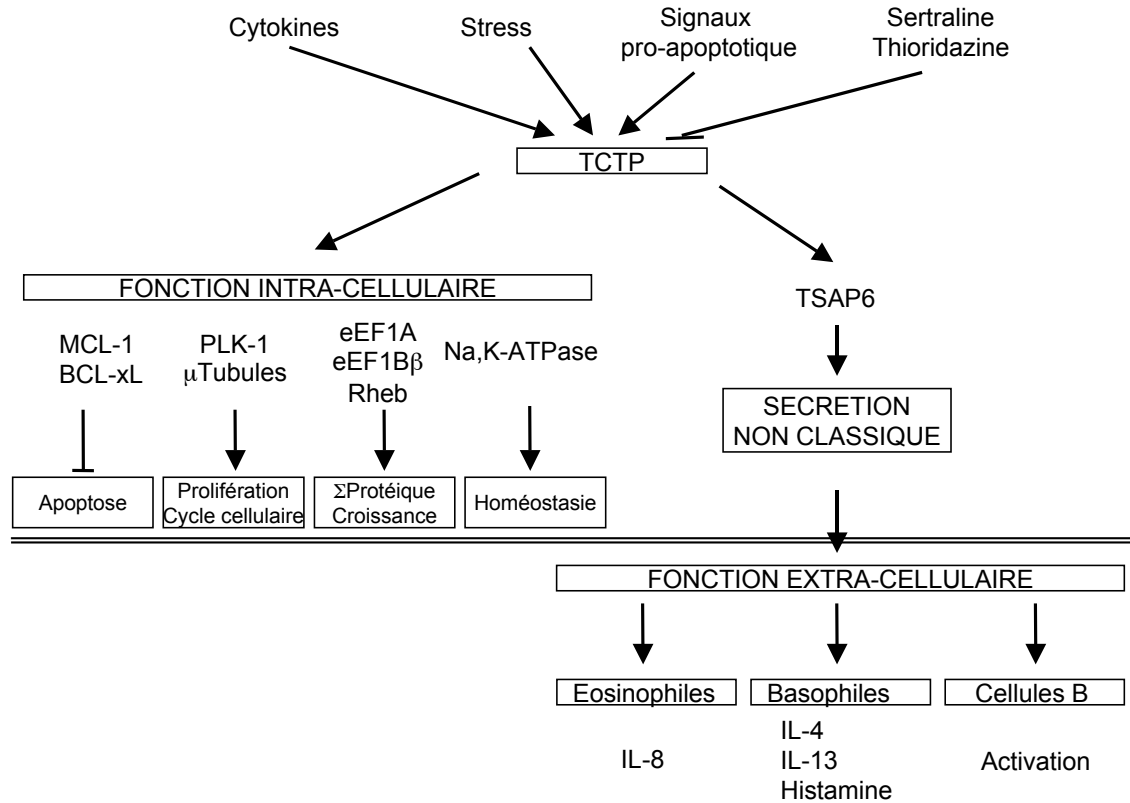 Cytokines
Stress
Signaux
pro-apoptotique
Sertraline
Thioridazine
TCTP
FONCTION INTRA-CELLULAIRE
MCL-1
BCL-xL
PLK-1
μTubules
eEF1A
eEF1Bβ
Rheb
Na,K-ATPase
Apoptose
Prolifération
Cycle cellulaire
ΣProtéique
Croissance
Homéostasie
TSAP6
SECRETION
NON CLASSIQUE
FONCTION EXTRA-CELLULAIRE
Eosinophiles
IL-8
Basophiles
IL-4
IL-13
Histamine
Cellules B
Activation